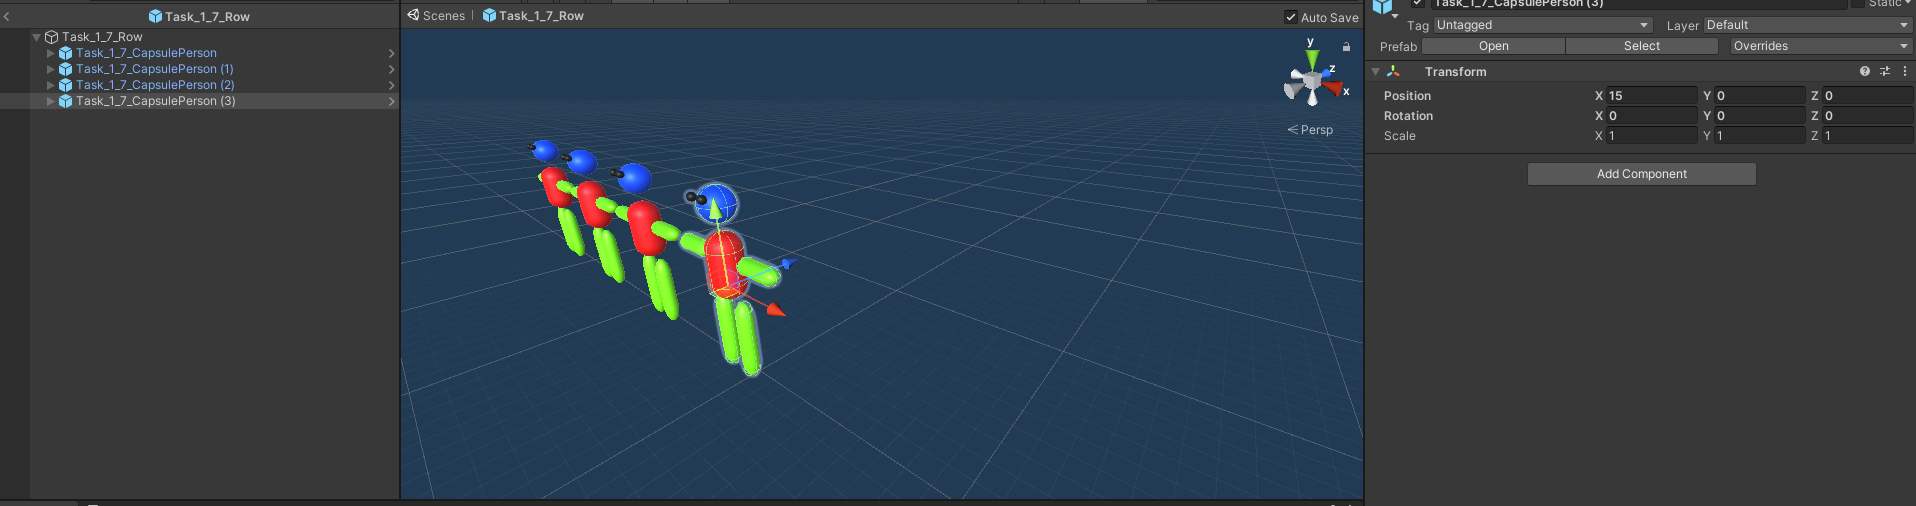 Task_1_7_Row
Task_1_7_Row
Task_1_7_CapsulePerson
Task_1_7_CapsulePerson (1)
Task_1_7_CapsulePerson (2)
Task_1_7_CapsulePerson (3)
Scenes | Task_1_7_Row
Auto Save
y
z
x
Persp
Task_1_7_CapsulePerson (3) Static
Tag Untagged Layer Default
Prefab Open Select Overrides
Transform
Position X 15 Y 0 Z 0
Rotation X 0 Y 0 Z 0
Scale X 1 Y 1 Z 1
Add Component